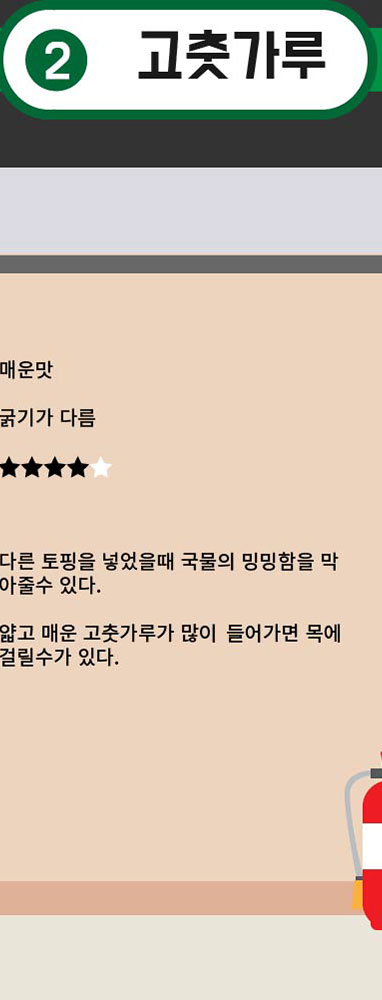 2 고춧가루
매운맛
굵기가 다름
다른 토핑을 넣었을때 국물의 밍밍함을 막
아줄수 있다.
얇고 매운 고춧가루가 많이 들어가면 목에
걸릴수가 있다.